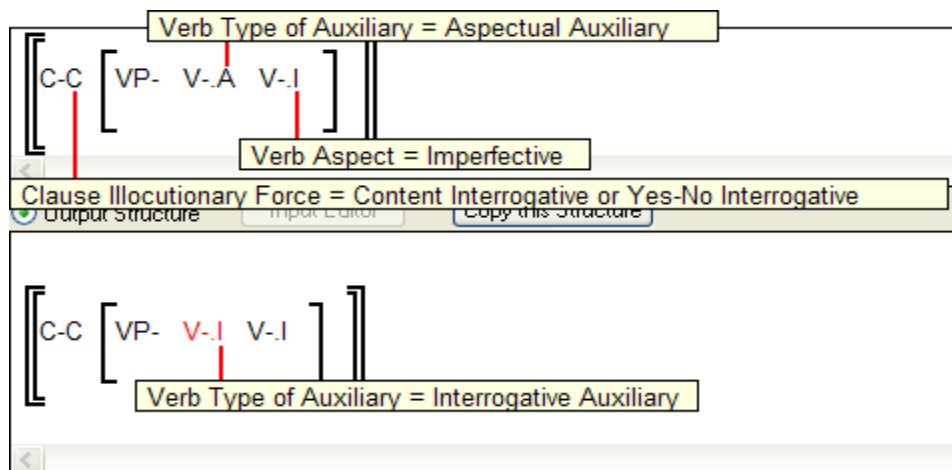 Verb Type of Auxiliary = Aspectual Auxiliary
C-C VP- V-.A V-.I
Verb Aspect = Imperfective
Clause Illocutionary Force = Content Interrogative or Yes-No Interrogative
Output Structure Input Editor Copy this Structure
C-C VP- V-.I V-.I
Verb Type of Auxiliary = Interrogative Auxiliary